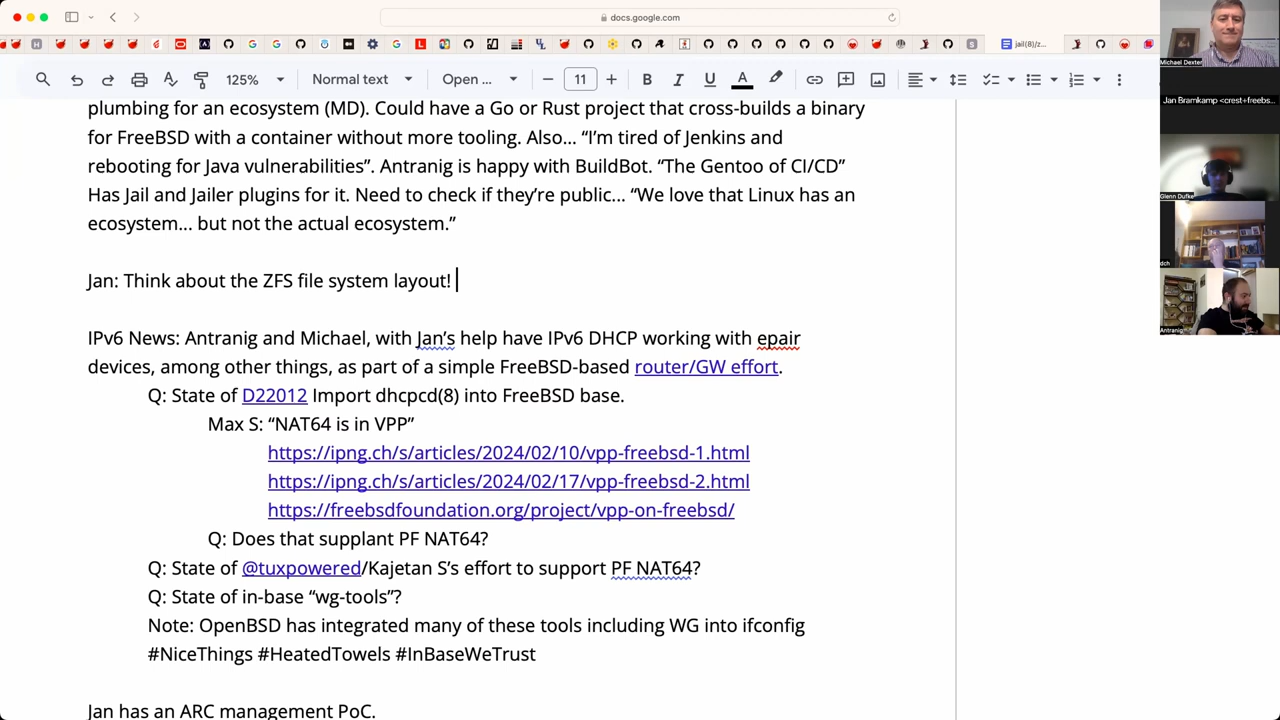 docs.google.com
jail(8)/z...
125%
Normal text
Open ...
11
B I U A
plumbing for an ecosystem (MD). Could have a Go or Rust project that cross-builds a binary
for FreeBSD with a container without more tooling. Also... “I’m tired of Jenkins and
rebooting for Java vulnerabilities”. Antranig is happy with BuildBot. “The Gentoo of CI/CD”
Has Jail and Jailer plugins for it. Need to check if they’re public... “We love that Linux has an
ecosystem... but not the actual ecosystem.”
Jan: Think about the ZFS file system layout!
IPv6 News: Antranig and Michael, with Jan’s help have IPv6 DHCP working with epair
devices, among other things, as part of a simple FreeBSD-based router/GW effort.
Q: State of D22012 Import dhcpcd(8) into FreeBSD base.
Max S: “NAT64 is in VPP”
https://ipng.ch/s/articles/2024/02/10/vpp-freebsd-1.html
https://ipng.ch/s/articles/2024/02/17/vpp-freebsd-2.html
https://freebsdfoundation.org/project/vpp-on-freebsd/
Q: Does that supplant PF NAT64?
Q: State of @tuxpowered/Kajetan S’s effort to support PF NAT64?
Q: State of in-base “wg-tools”?
Note: OpenBSD has integrated many of these tools including WG into ifconfig
#NiceThings #HeatedTowels #InBaseWeTrust
Jan has an ARC management PoC.
Michael Dexter
Jan Bramkamp <crest+freebs...
Glenn Dufke
dch
Antranig